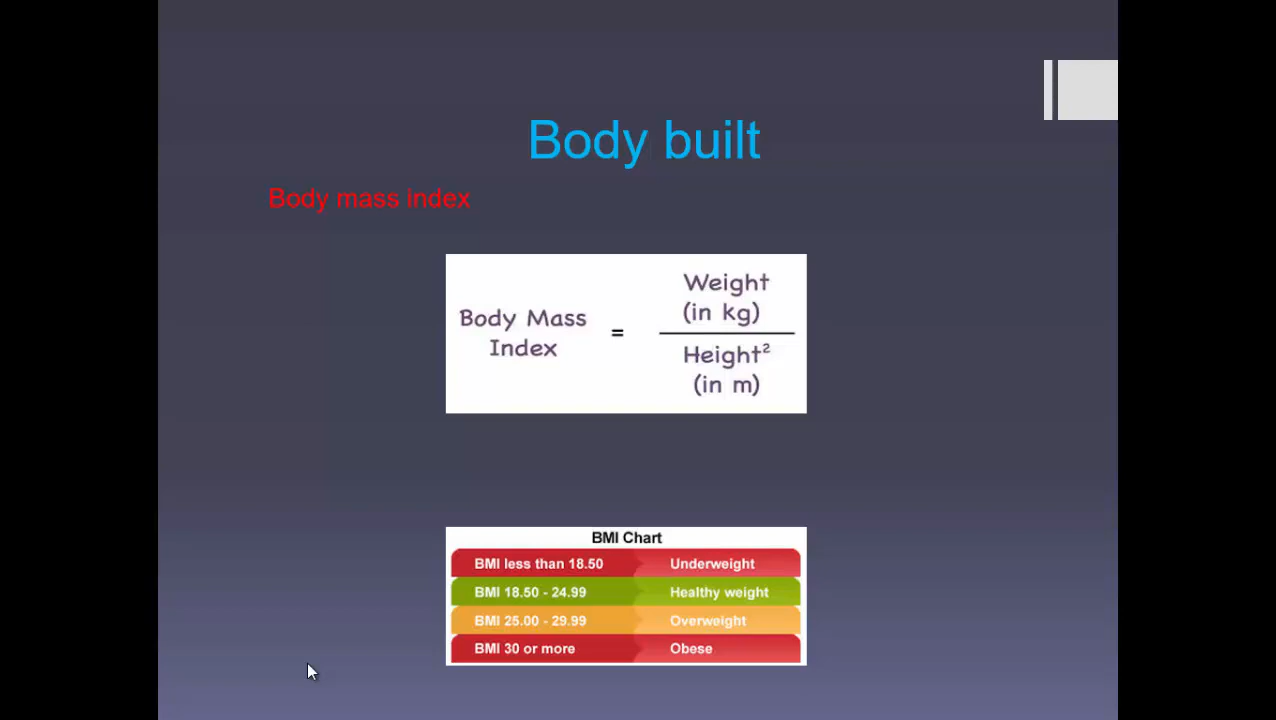 Body built
Body mass index
Body Mass
Index
=
Weight
(in kg)
Height²
(in m)
BMI Chart
BMI less than 18.50 Underweight
BMI 18.50 - 24.99 Healthy weight
BMI 25.00 - 29.99 Overweight
BMI 30 or more Obese